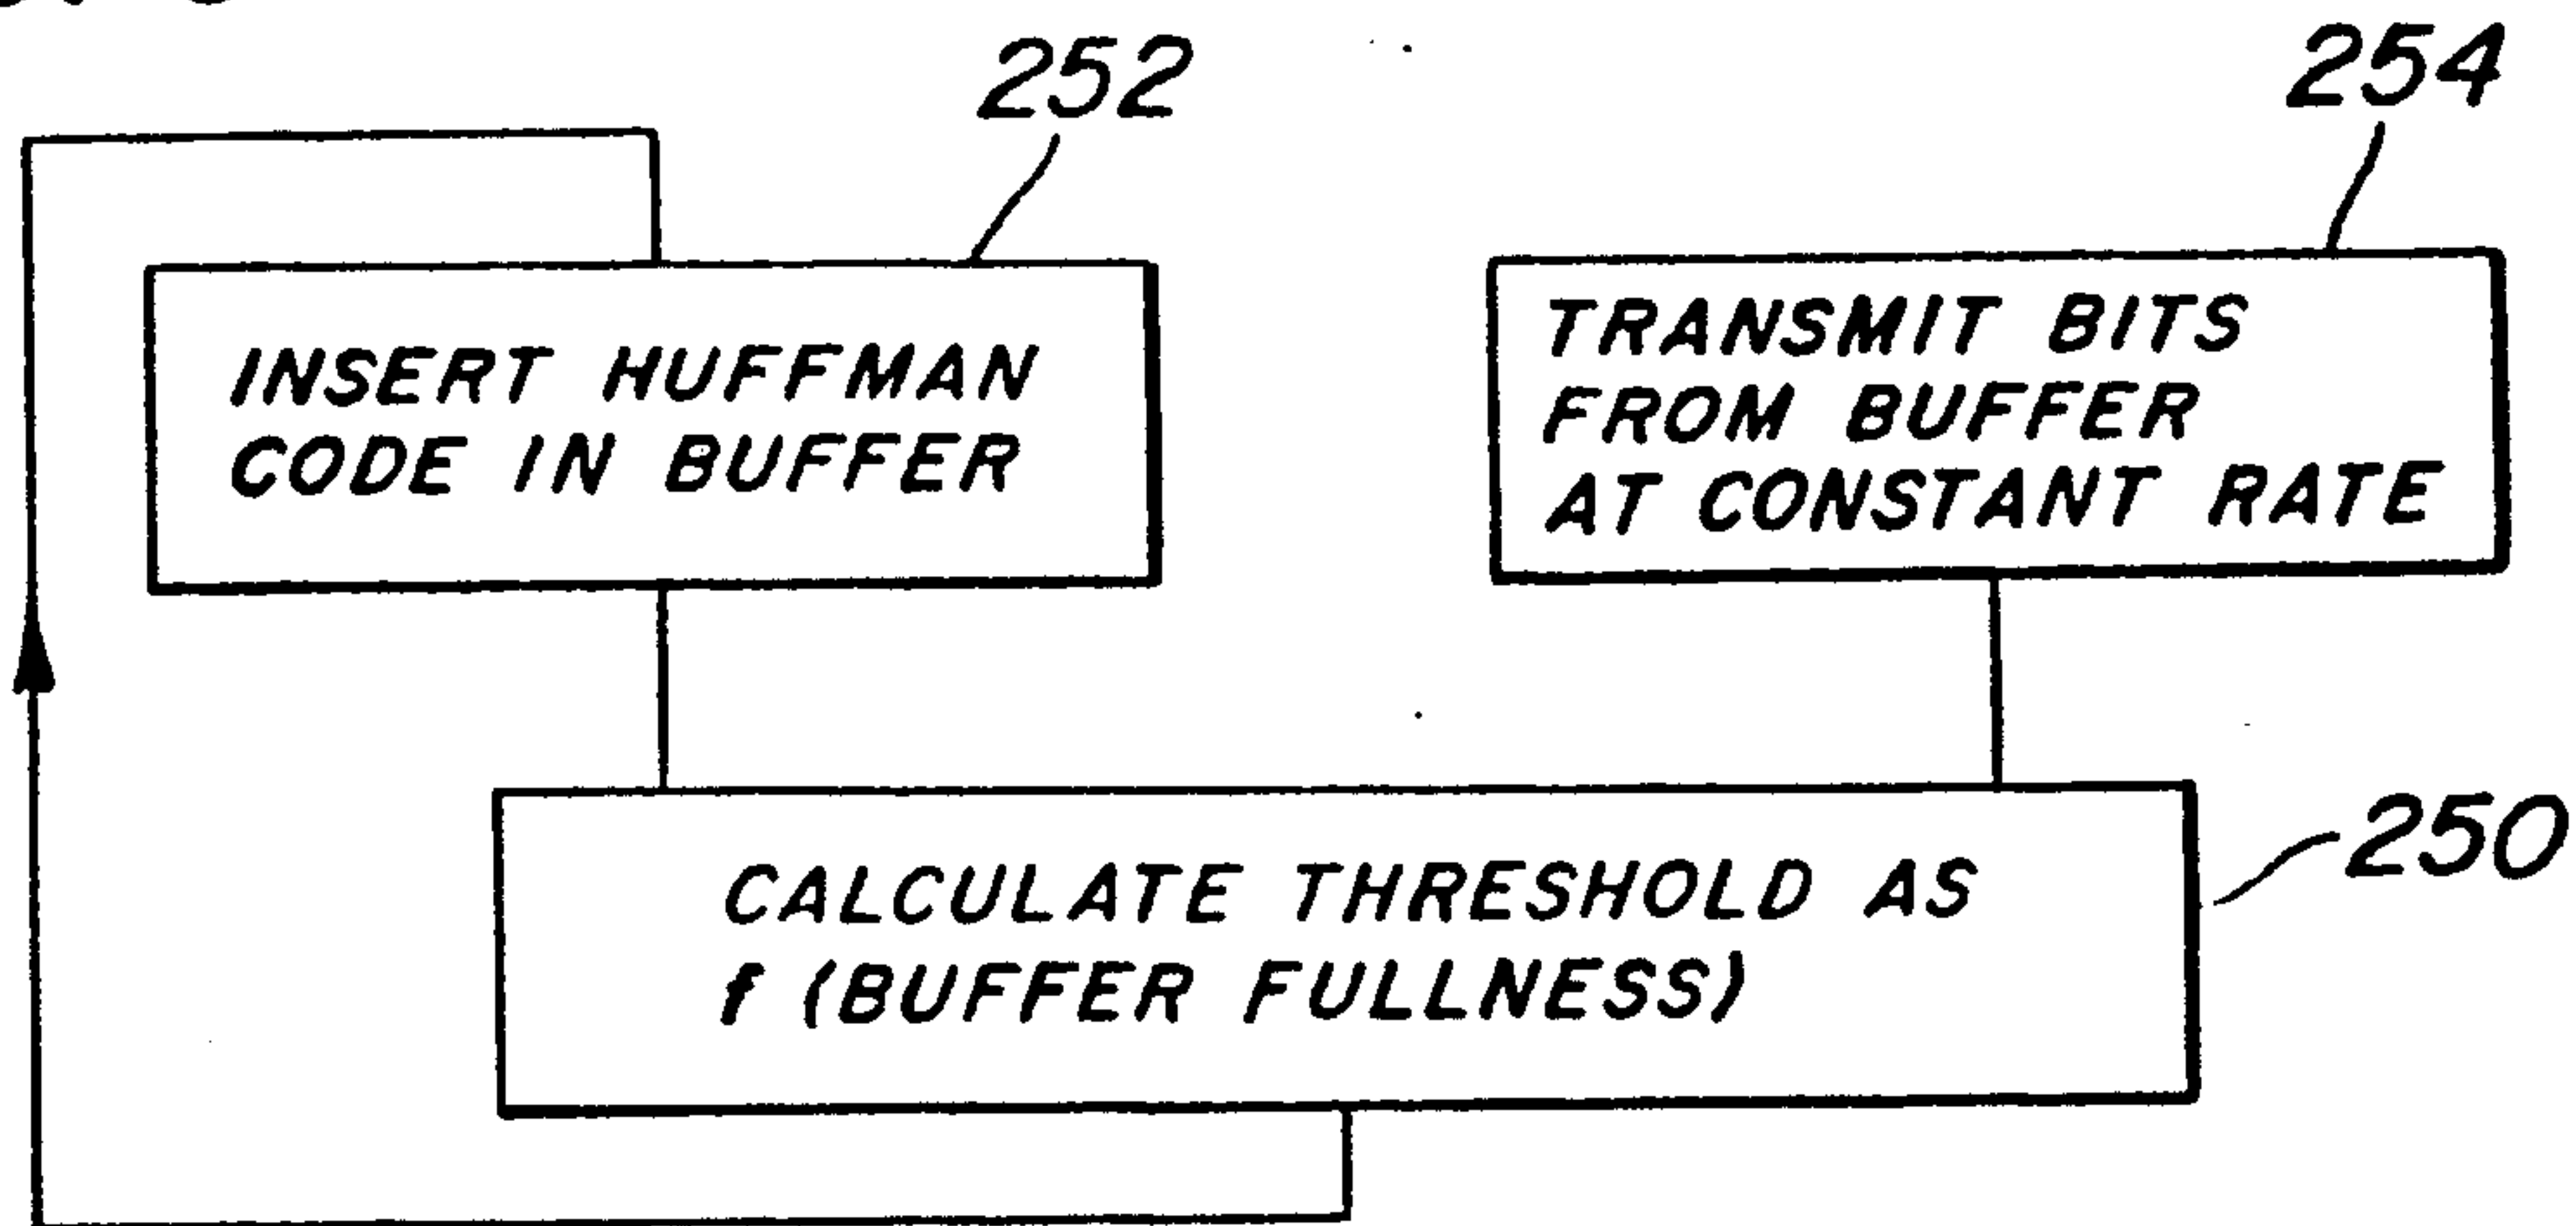 252
254
INSERT HUFFMAN
CODE IN BUFFER
TRANSMIT BITS
FROM BUFFER
AT CONSTANT RATE
CALCULATE THRESHOLD AS
f (BUFFER FULLNESS)
250